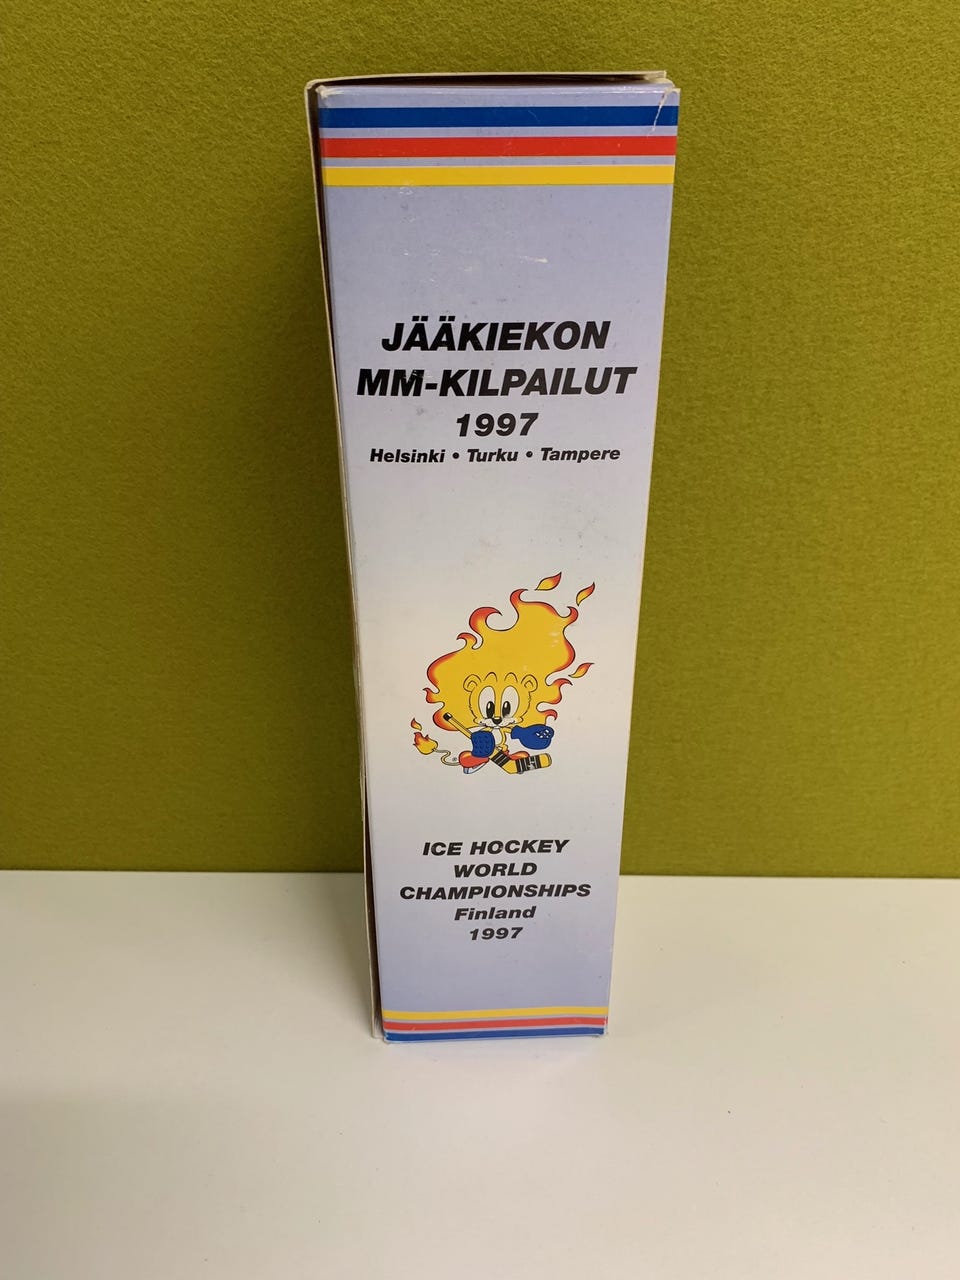 JÄÄKIEKON
MM-KILPAILUT
1997
Helsinki • Turku • Tampere
ICE HOCKEY
WORLD
CHAMPIONSHIPS
Finland
1997